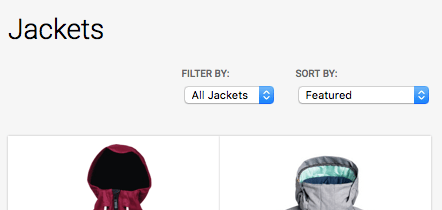 Jackets
FILTER BY: SORT BY:
All Jackets Featured